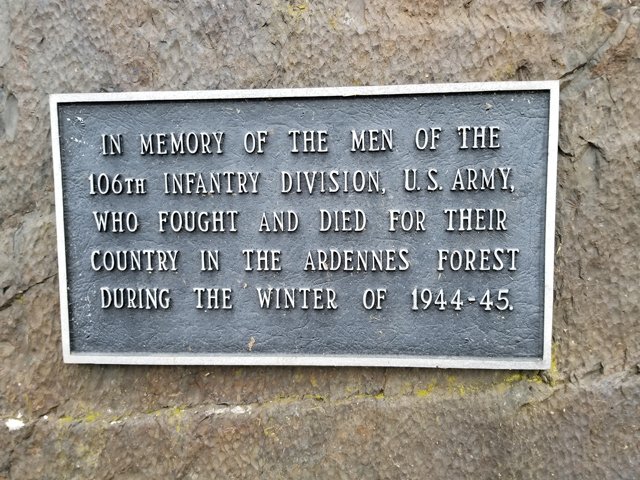 IN MEMORY OF THE MEN OF THE
106TH INFANTRY DIVISION, U.S. ARMY,
WHO FOUGHT AND DIED FOR THEIR
COUNTRY IN THE ARDENNES FOREST
DURING THE WINTER OF 1944-45.